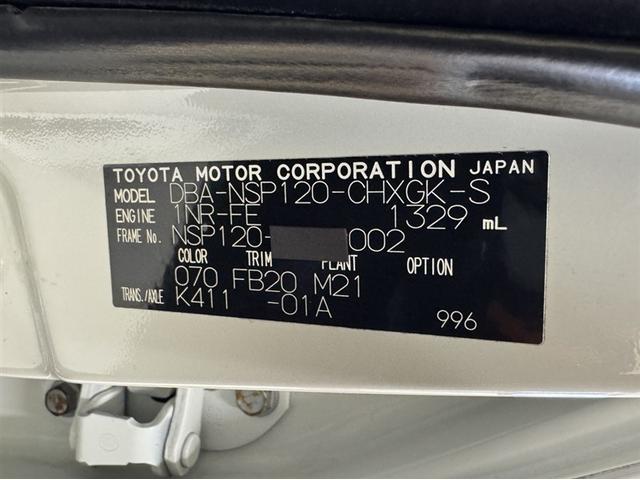 TOYOTA MOTOR CORPORATION JAPAN
MODEL DBA-NSP120-CHXGK-S
ENGINE 1NR-FE 1329 mL
FRAME No. NSP120- 002
COLOR TRIM PLANT OPTION
070 FB20 M21
TRANS./AXLE K411 -01A
996